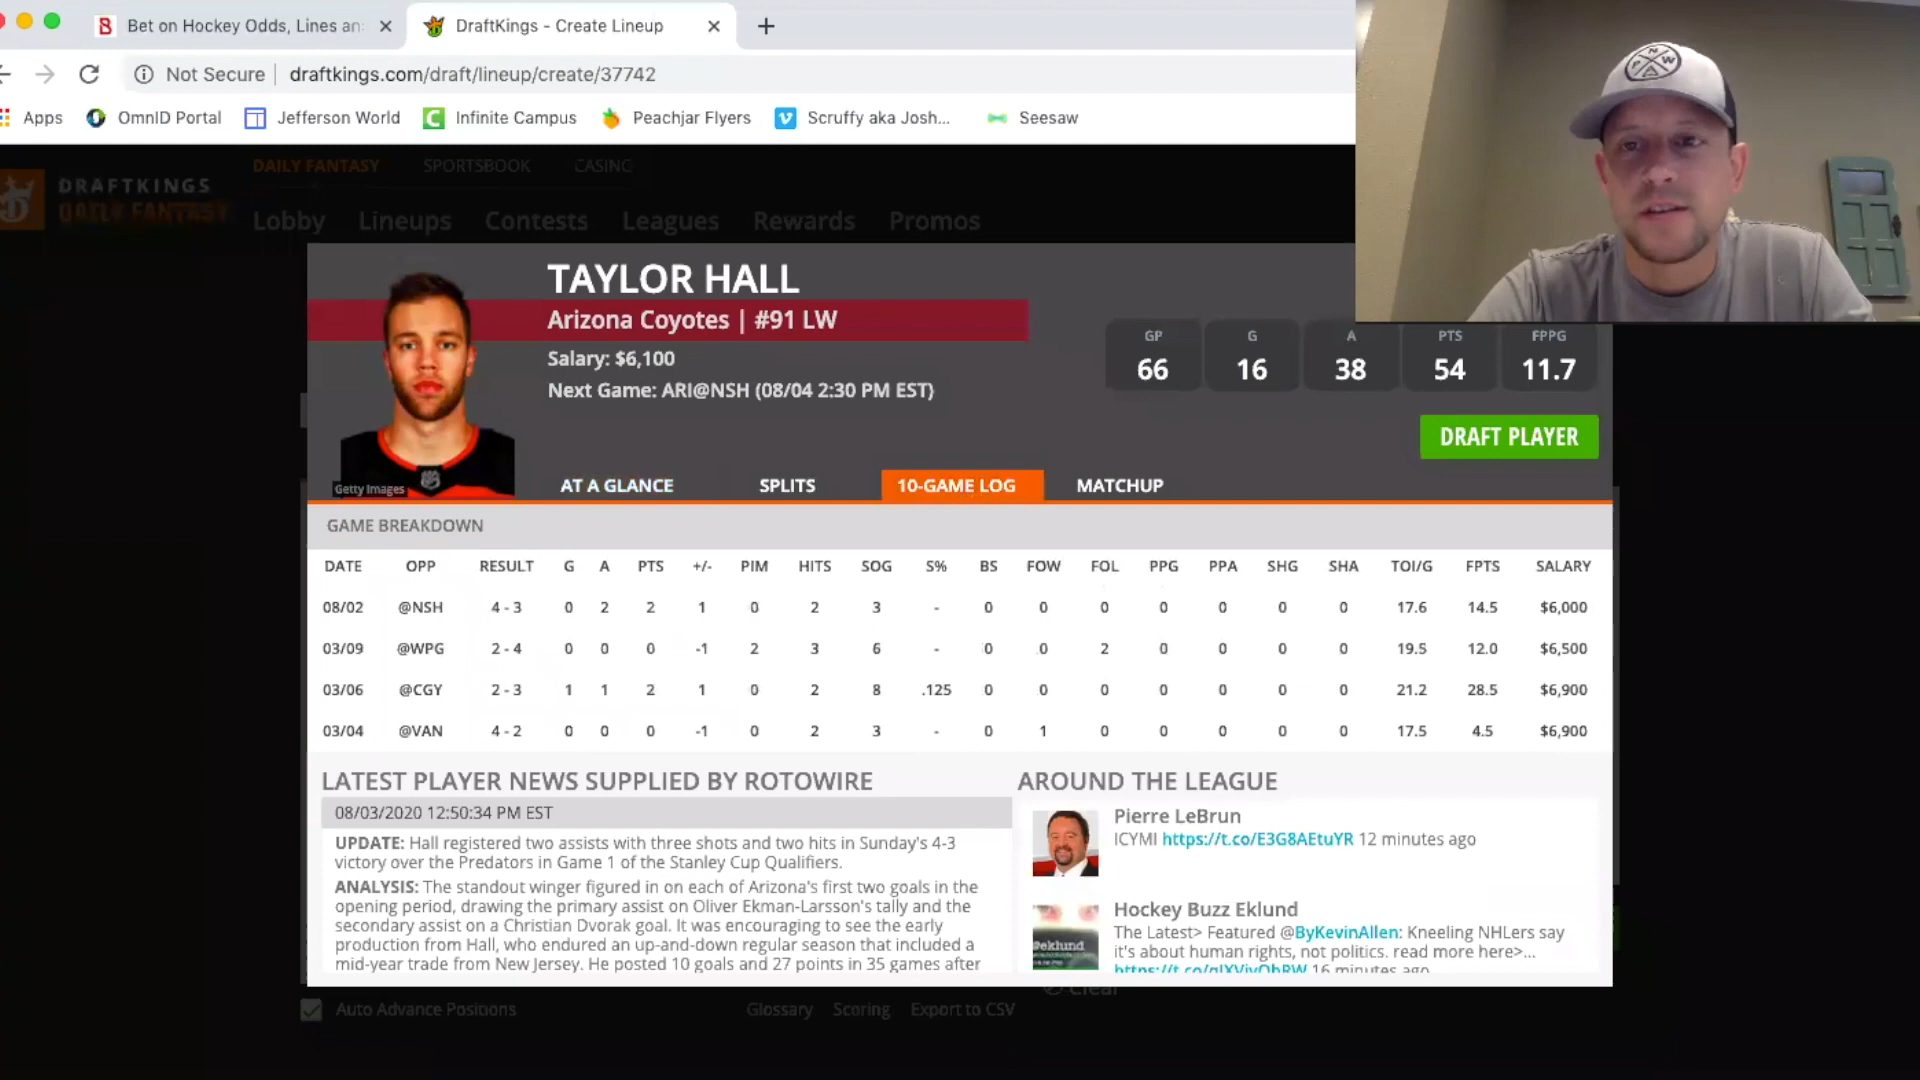 Bet on Hockey Odds, Lines an
DraftKings - Create Lineup
Not Secure
draftkings.com/draft/lineup/create/37742
Apps
OmnID Portal
Jefferson World
Infinite Campus
Peachjar Flyers
Scruffy aka Josh...
Seesaw
DAILY FANTASY SPORTSBOOK CASINO
DRAFTKINGS
DAILY FANTASY
Lobby Lineups Contests Leagues Rewards Promos
TAYLOR HALL
Arizona Coyotes | #91 LW
Salary: $6,100
Next Game: ARI@NSH (08/04 2:30 PM EST)
GP G A PTS FPPG
66 16 38 54 11.7
DRAFT PLAYER
Getty Images
AT A GLANCE SPLITS 10-GAME LOG MATCHUP
GAME BREAKDOWN
DATE OPP RESULT G A PTS +/- PIM HITS SOG S% BS FOW FOL PPG PPA SHG SHA TOI/G FPTS SALARY
08/02 @NSH 4 - 3 0 2 2 1 0 2 3 - 0 0 0 0 0 0 0 17.6 14.5 $6,000
03/09 @WPG 2 - 4 0 0 0 -1 2 3 6 - 0 0 2 0 0 0 0 19.5 12.0 $6,500
03/06 @CGY 2 - 3 1 1 2 1 0 2 8 .125 0 0 0 0 0 0 0 21.2 28.5 $6,900
03/04 @VAN 4 - 2 0 0 0 -1 0 2 3 - 0 1 0 0 0 0 0 17.5 4.5 $6,900
LATEST PLAYER NEWS SUPPLIED BY ROTOWIRE
08/03/2020 12:50:34 PM EST
UPDATE: Hall registered two assists with three shots and two hits in Sunday's 4-3
victory over the Predators in Game 1 of the Stanley Cup Qualifiers.
ANALYSIS: The standout winger figured in on each of Arizona's first two goals in the
opening period, drawing the primary assist on Oliver Ekman-Larsson's tally and the
secondary assist on a Christian Dvorak goal. It was encouraging to see the early
production from Hall, who endured an up-and-down regular season that included a
mid-year trade from New Jersey. He posted 10 goals and 27 points in 35 games after
AROUND THE LEAGUE
Pierre LeBrun
ICYMI https://t.co/E3G8AEtuYR 12 minutes ago
Hockey Buzz Eklund
The Latest> Featured @ByKevinAllen: Kneeling NHLers say
it's about human rights, not politics. read more here>...
16 minutes ago
@eklund
Clear
Auto Advance Positions
Glossary Scoring Export to CSV